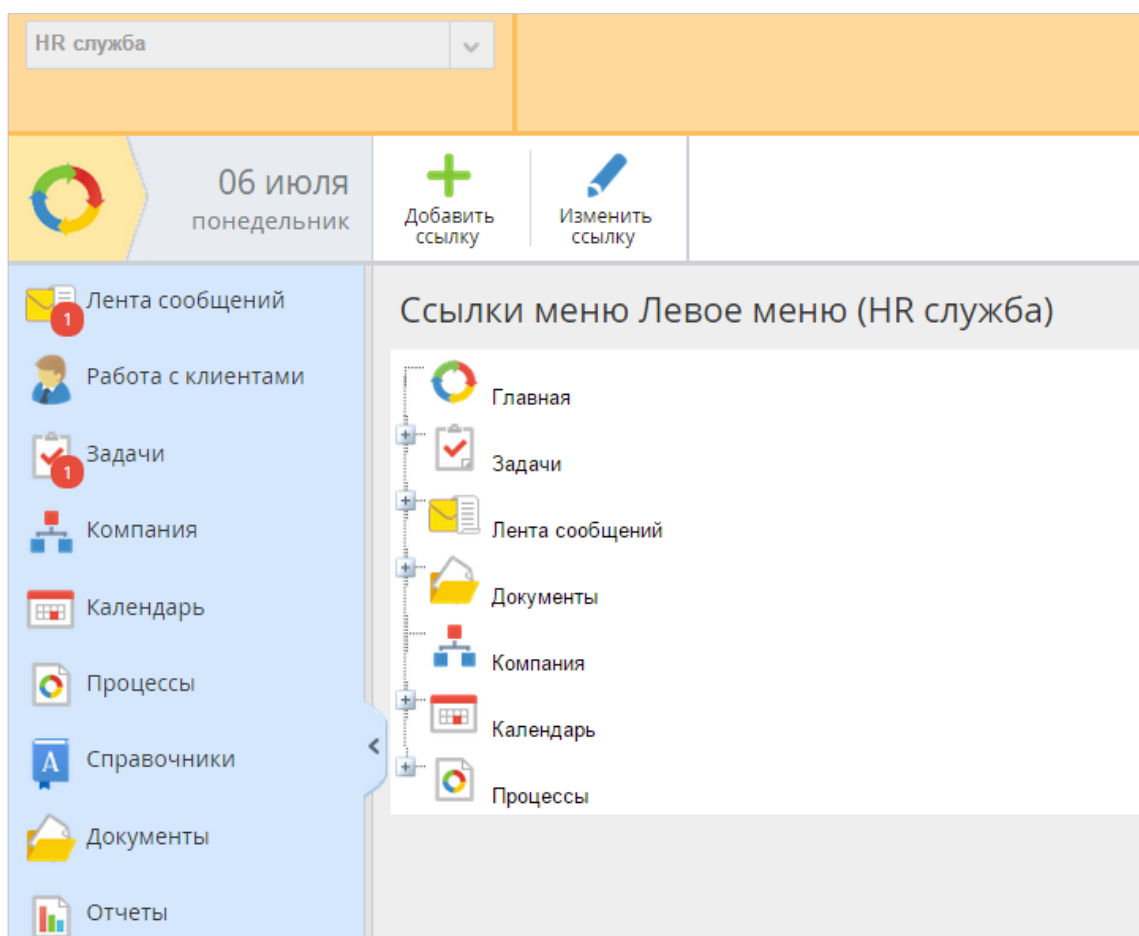 HR служба
06 июля
понедельник
Добавить
ссылку
Изменить
ссылку
Лента сообщений
1
Работа с клиентами
Задачи
1
Компания
Календарь
Процессы
A
Справочники
Документы
Отчеты
Ссылки меню Левое меню (HR служба)
Главная
Задачи
Лента сообщений
Документы
Компания
Календарь
Процессы